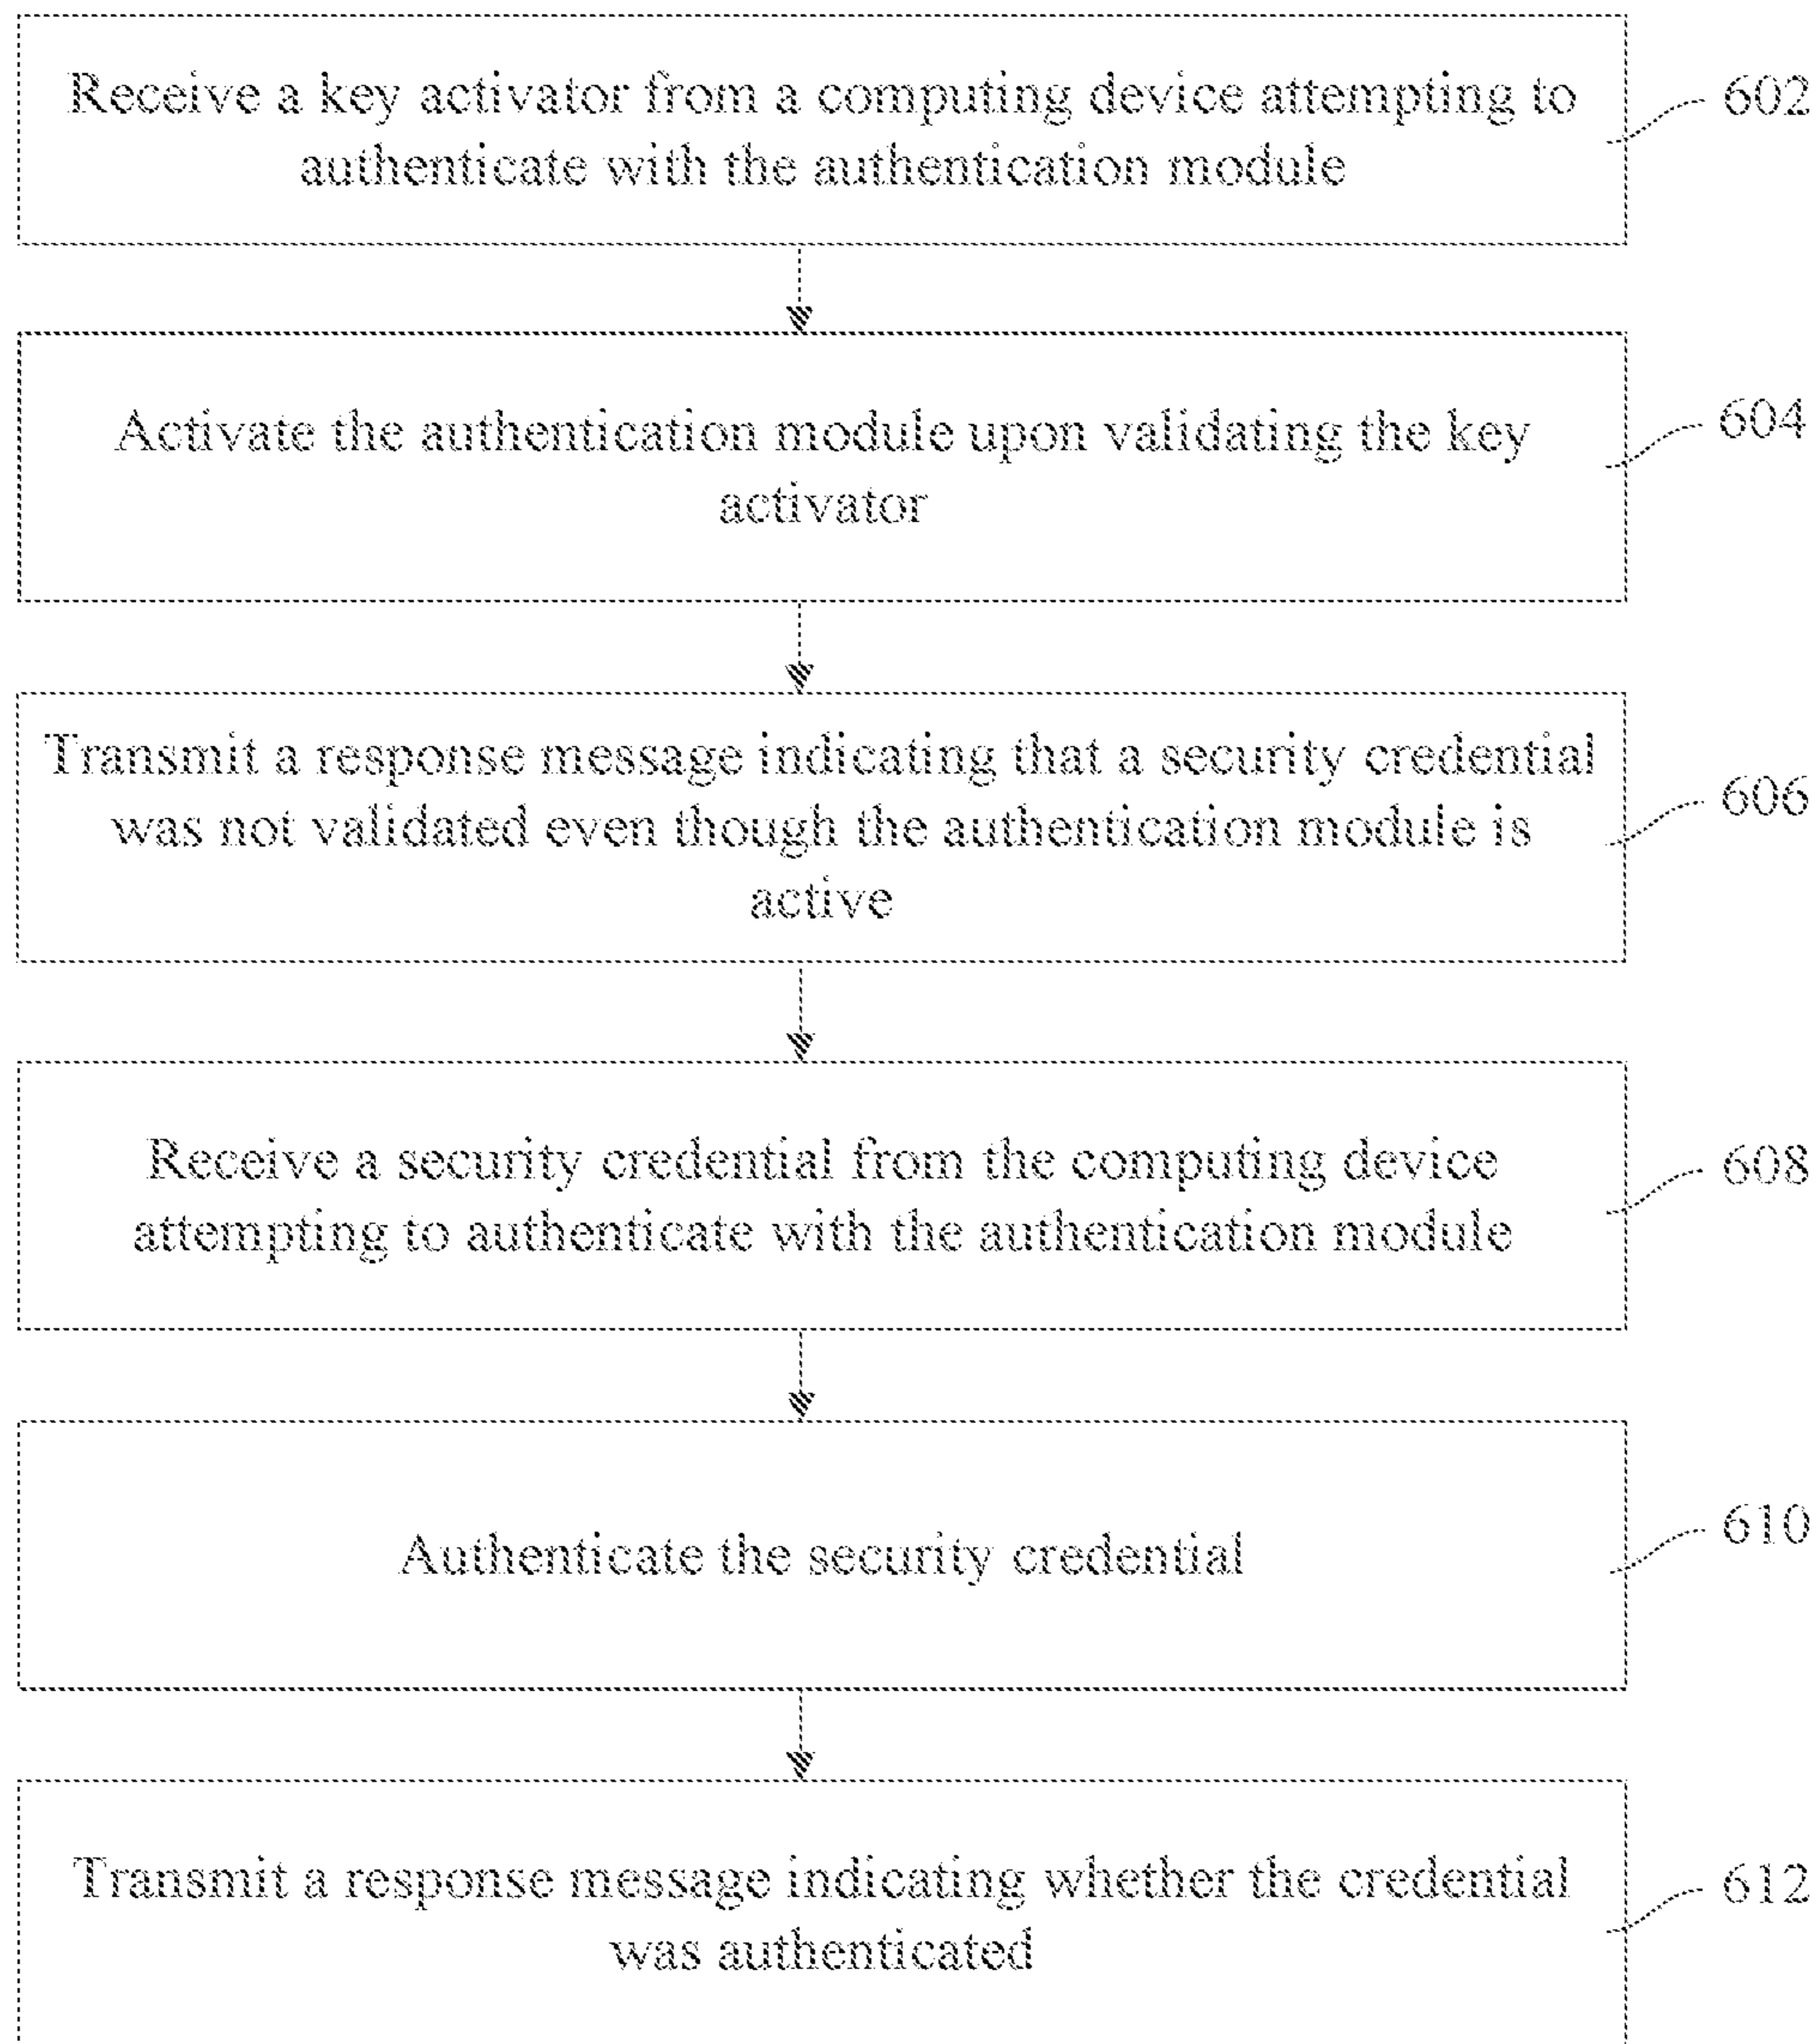 Receive a key activator from a computing device attempting to
authenticate with the authentication module
602
Activate the authentication module upon validating the key
activator
604
Transmit a response message indicating that a security credential
was not validated even though the authentication module is
active
606
Receive a security credential from the computing device
attempting to authenticate with the authentication module
608
Authenticate the security credential
610
Transmit a response message indicating whether the credential
was authenticated
612